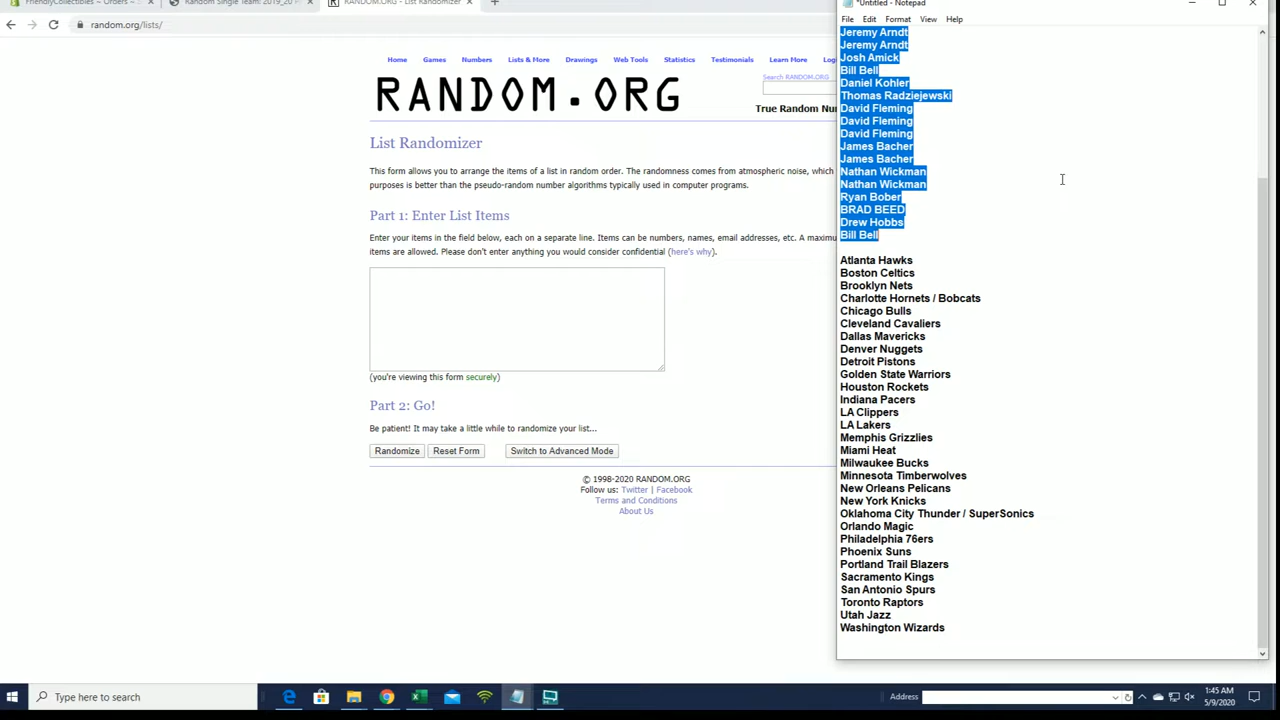 FriendlyCollectibles ~ Orders ~ S
Random Single Team: 2019_20 P
RANDOM.ORG - List Randomizer
random.org/lists/
Home Games Numbers Lists & More Drawings Web Tools Statistics Testimonials Learn More
Search RANDOM.ORG
RANDOM.ORG
True Random
List Randomizer
This form allows you to arrange the items of a list in random order. The randomness comes from atmospheric noise, which
purposes is better than the pseudo-random number algorithms typically used in computer programs.
Part 1: Enter List Items
Enter your items in the field below, each on a separate line. Items can be numbers, names, email addresses, etc. A
items are allowed. Please don't enter anything you would consider confidential (here's why).
(you're viewing this form securely)
Part 2: Go!
Be patient! It may take a little while to randomize your list...
Randomize Reset Form Switch to Advanced Mode
© 1998-2020 RANDOM.ORG
Follow us: Twitter | Facebook
Terms and Conditions
About Us
*Untitled - Notepad
File Edit Format View Help
Jeremy Arndt
Jeremy Arndt
Josh Amick
Bill Bell
Daniel Kohler
Thomas Radziejewski
David Fleming
David Fleming
David Fleming
James Bacher
James Bacher
Nathan Wickman
Nathan Wickman
Ryan Bober
BRAD BEED
Drew Hobbs
Bill Bell
Atlanta Hawks
Boston Celtics
Brooklyn Nets
Charlotte Hornets / Bobcats
Chicago Bulls
Cleveland Cavaliers
Dallas Mavericks
Denver Nuggets
Detroit Pistons
Golden State Warriors
Houston Rockets
Indiana Pacers
LA Clippers
LA Lakers
Memphis Grizzlies
Miami Heat
Milwaukee Bucks
Minnesota Timberwolves
New Orleans Pelicans
New York Knicks
Oklahoma City Thunder / SuperSonics
Orlando Magic
Philadelphia 76ers
Phoenix Suns
Portland Trail Blazers
Sacramento Kings
San Antonio Spurs
Toronto Raptors
Utah Jazz
Washington Wizards
Type here to search
Address
1:45 AM
5/9/2020